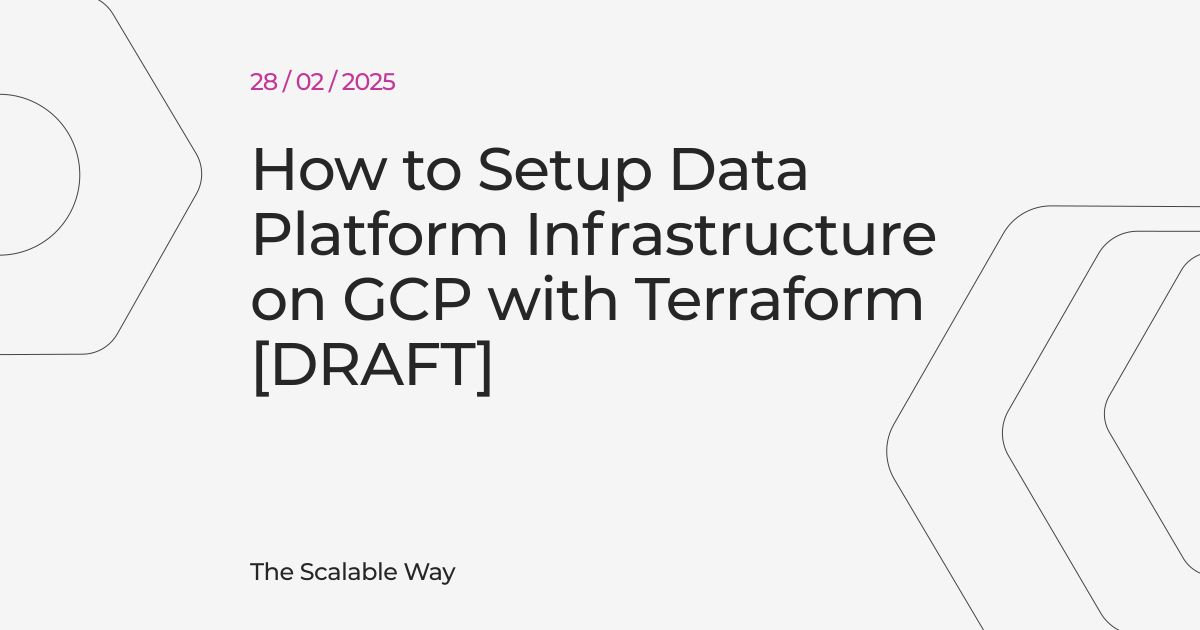 28 / 02 / 2025
How to Setup Data
Platform Infrastructure
on GCP with Terraform
[DRAFT]
The Scalable Way